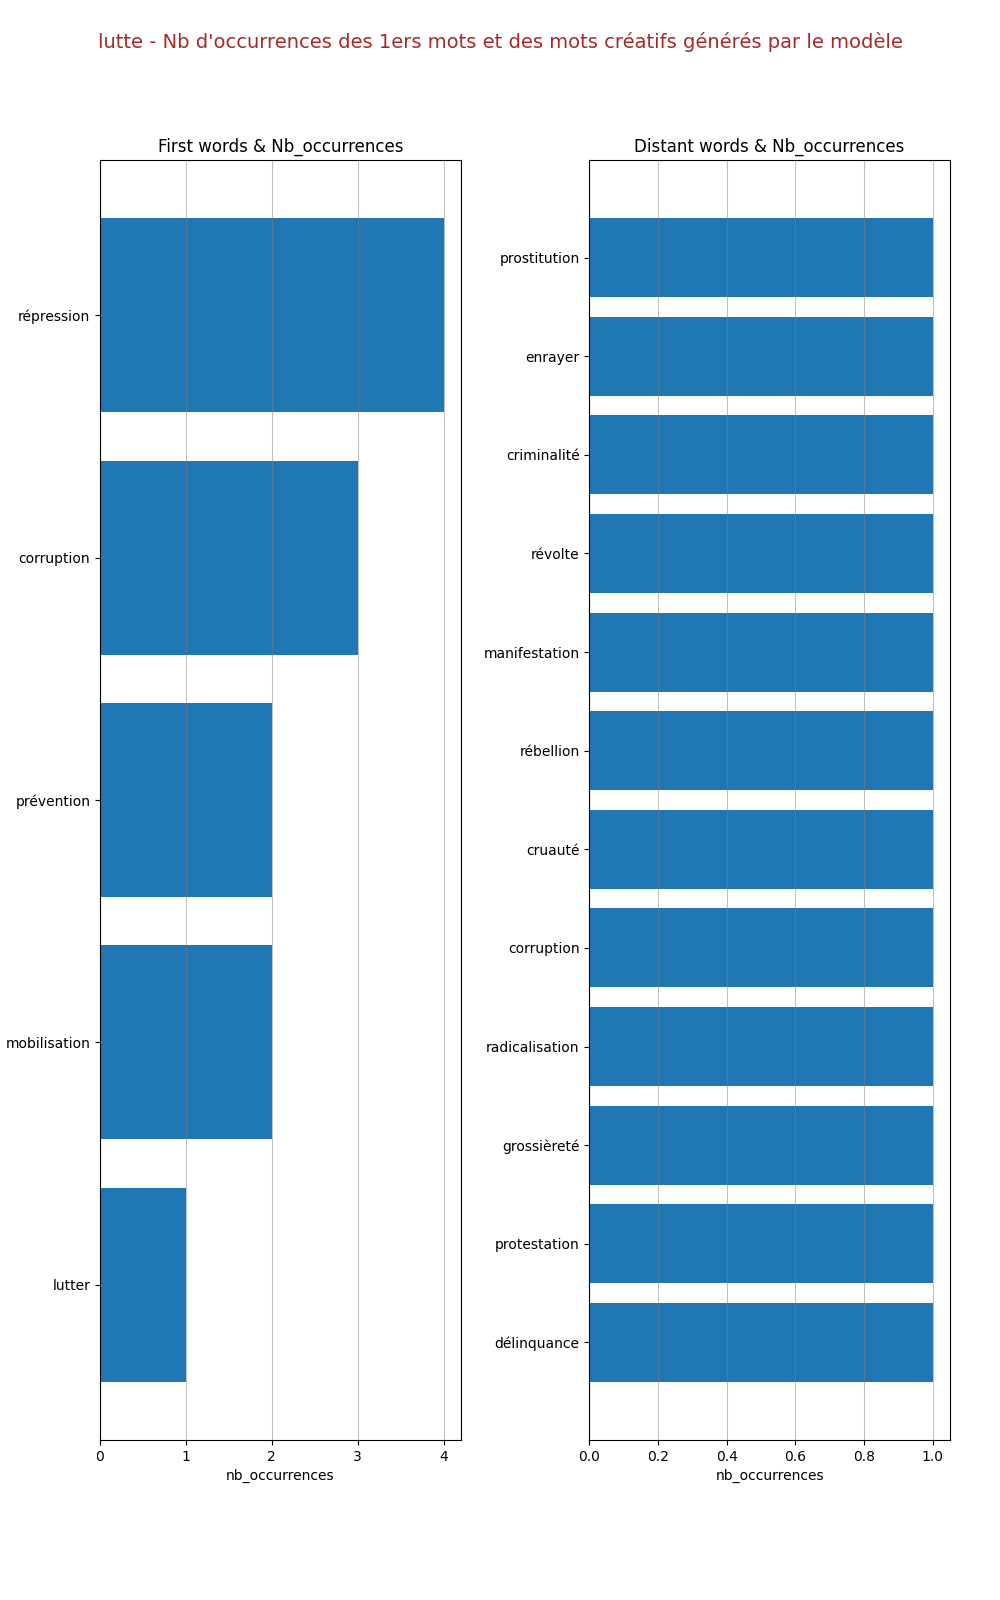 lutte - Nb d'occurrences des 1ers mots et des mots créatifs générés par le modèle
First words & Nb_occurrences
répression
corruption
prévention
mobilisation
lutter
0 1 2 3 4
nb_occurrences
Distant words & Nb_occurrences
prostitution
enrayer
criminalité
révolte
manifestation
rébellion
cruauté
corruption
radicalisation
grossièreté
protestation
délinquance
0.0 0.2 0.4 0.6 0.8 1.0
nb_occurrences